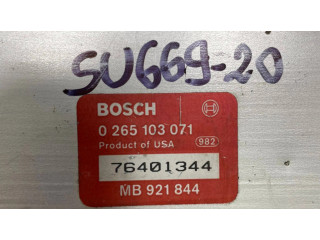 SU669-20
BOSCH
0 265 103 071
Product of USA 982
76401344
MB 921 844